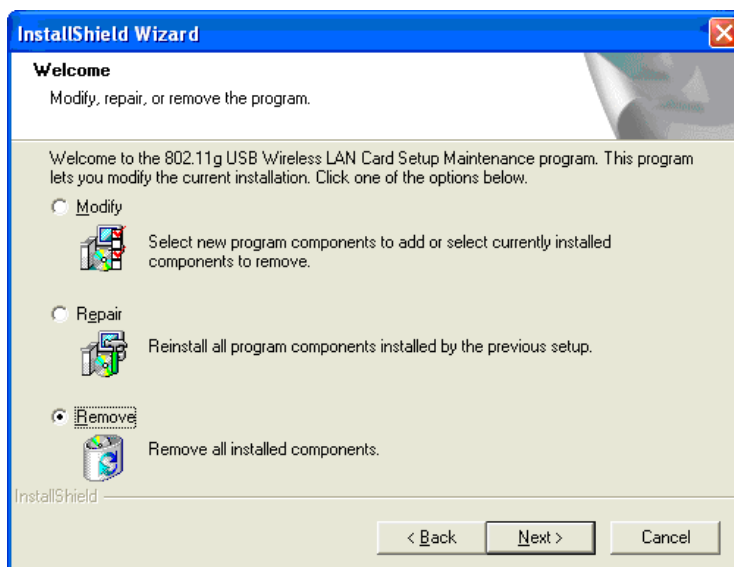 InstallShield Wizard
Welcome
Modify, repair, or remove the program.
Welcome to the 802.11g USB Wireless LAN Card Setup Maintenance program. This program
lets you modify the current installation. Click one of the options below.
Modify
Select new program components to add or select currently installed
components to remove.
Repair
Reinstall all program components installed by the previous setup.
Remove
Remove all installed components.
InstallShield
< Back
Next >
Cancel